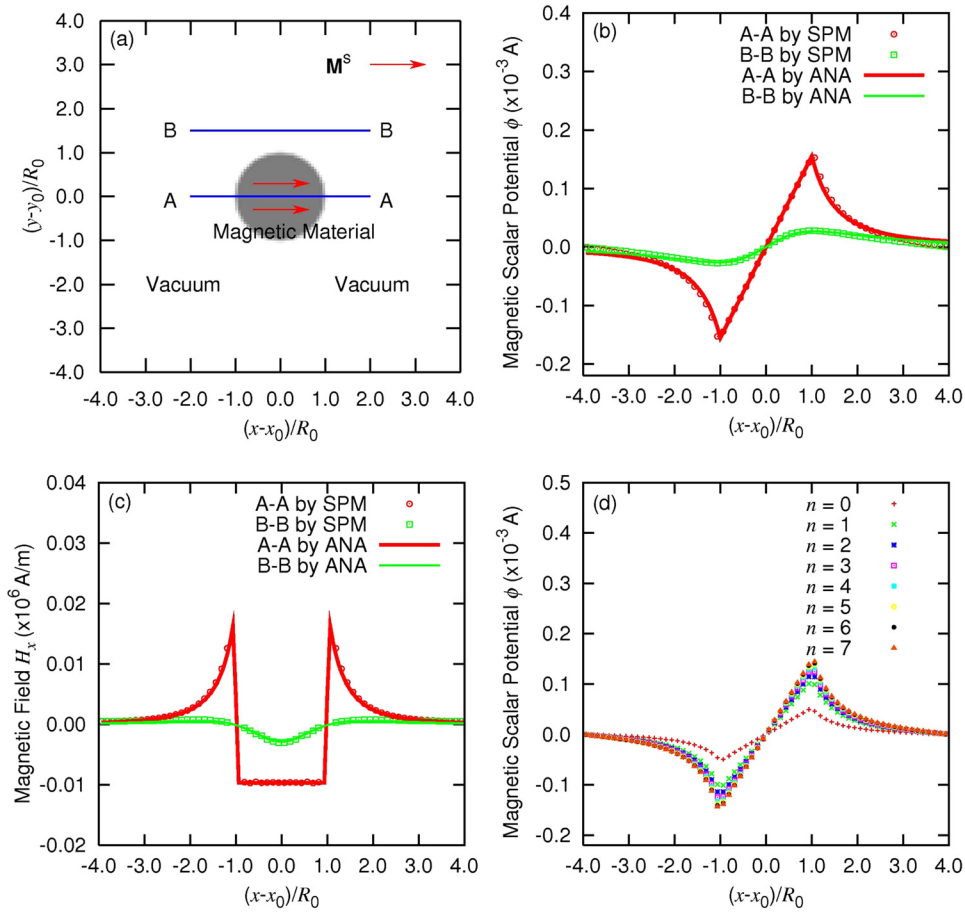 (a)
4.0
3.0
2.0
1.0
0.0
-1.0
-2.0
-3.0
-4.0
(y-y0)/R0
M^S
B B
A A
Magnetic Material
Vacuum Vacuum
-4.0 -3.0 -2.0 -1.0 0.0 1.0 2.0 3.0 4.0
(x-x0)/R0
(b)
A-A by SPM
B-B by SPM
A-A by ANA
B-B by ANA
0.2
0.1
0.0
-0.1
-0.2
Magnetic Scalar Potential ϕ (x10^-3 A)
-4.0 -3.0 -2.0 -1.0 0.0 1.0 2.0 3.0 4.0
(x-x0)/R0
(c)
A-A by SPM
B-B by SPM
A-A by ANA
B-B by ANA
0.04
0.03
0.02
0.01
0.00
-0.01
-0.02
Magnetic Field Hx (x10^6 A/m)
-4.0 -3.0 -2.0 -1.0 0.0 1.0 2.0 3.0 4.0
(x-x0)/R0
(d)
n = 0
n = 1
n = 2
n = 3
n = 4
n = 5
n = 6
n = 7
0.5
0.4
0.3
0.2
0.1
0.0
-0.1
-0.2
Magnetic Scalar Potential ϕ (x10^-3 A)
-4.0 -3.0 -2.0 -1.0 0.0 1.0 2.0 3.0 4.0
(x-x0)/R0